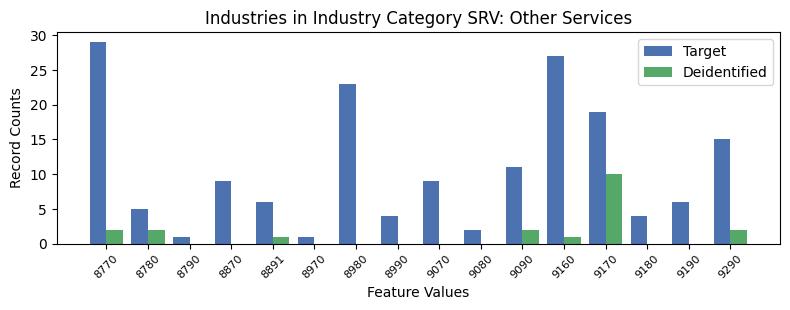 Industries in Industry Category SRV: Other Services
Record Counts
30
25
20
15
10
5
0
Target
Deidentified
8770 8780 8790 8870 8891 8970 8980 8990 9070 9080 9090 9160 9170 9180 9190 9290
Feature Values